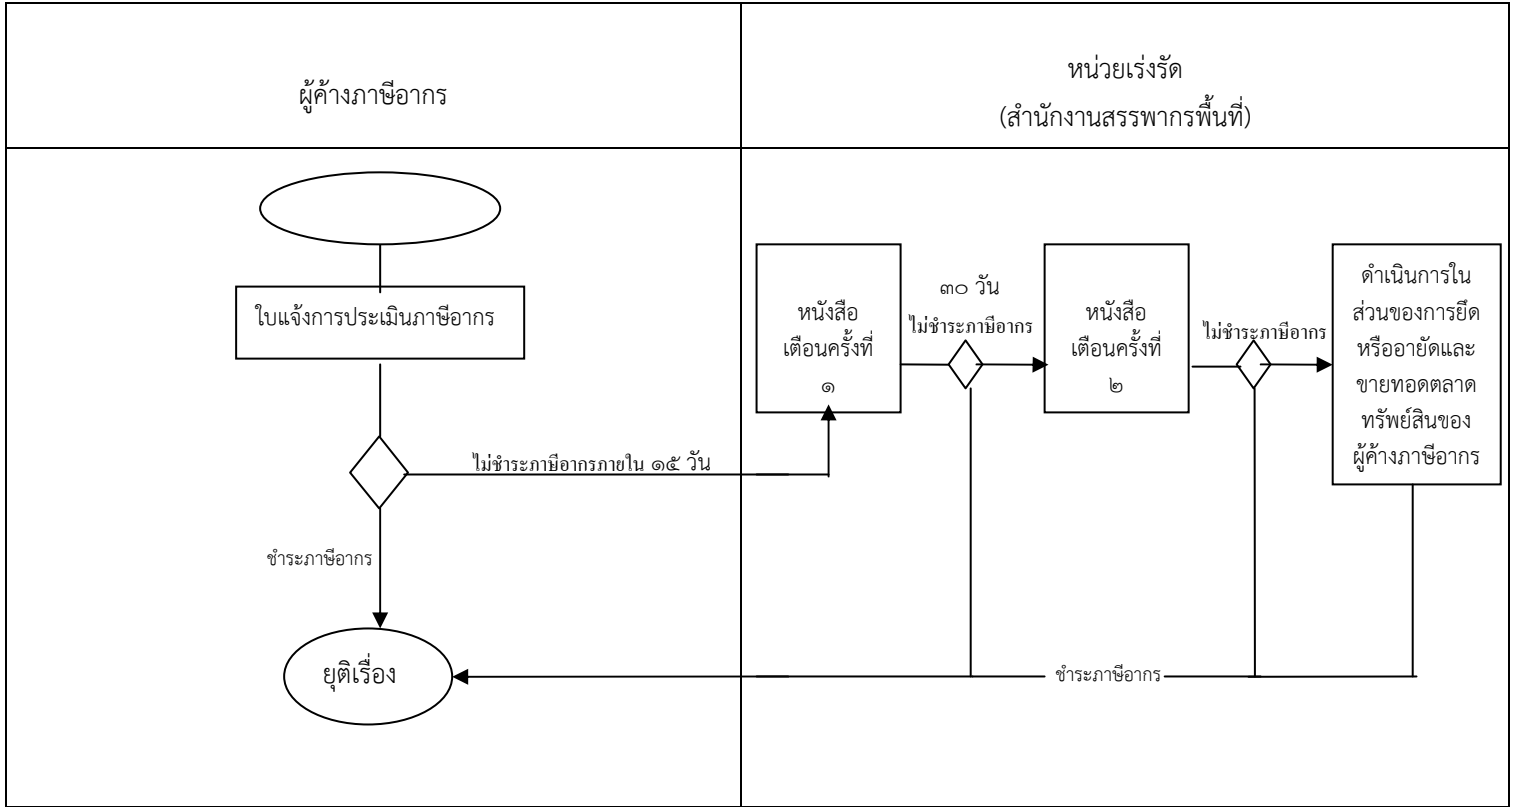 ผู้ค้างภาษีอากร
หน่วยเร่งรัด
(สำนักงานสรรพากรพื้นที่)
ใบแจ้งการประเมินภาษีอากร
ไม่ชำระภาษีอากรภายใน ๑๕ วัน
ชำระภาษีอากร
ยุติเรื่อง
หนังสือ
เตือนครั้งที่
๑
๓๐ วัน
ไม่ชำระภาษีอากร
หนังสือ
เตือนครั้งที่
๒
ไม่ชำระภาษีอากร
ดำเนินการใน
ส่วนของการยึด
หรืออายัดและ
ขายทอดตลาด
ทรัพย์สินของ
ผู้ค้างภาษีอากร
ชำระภาษีอากร